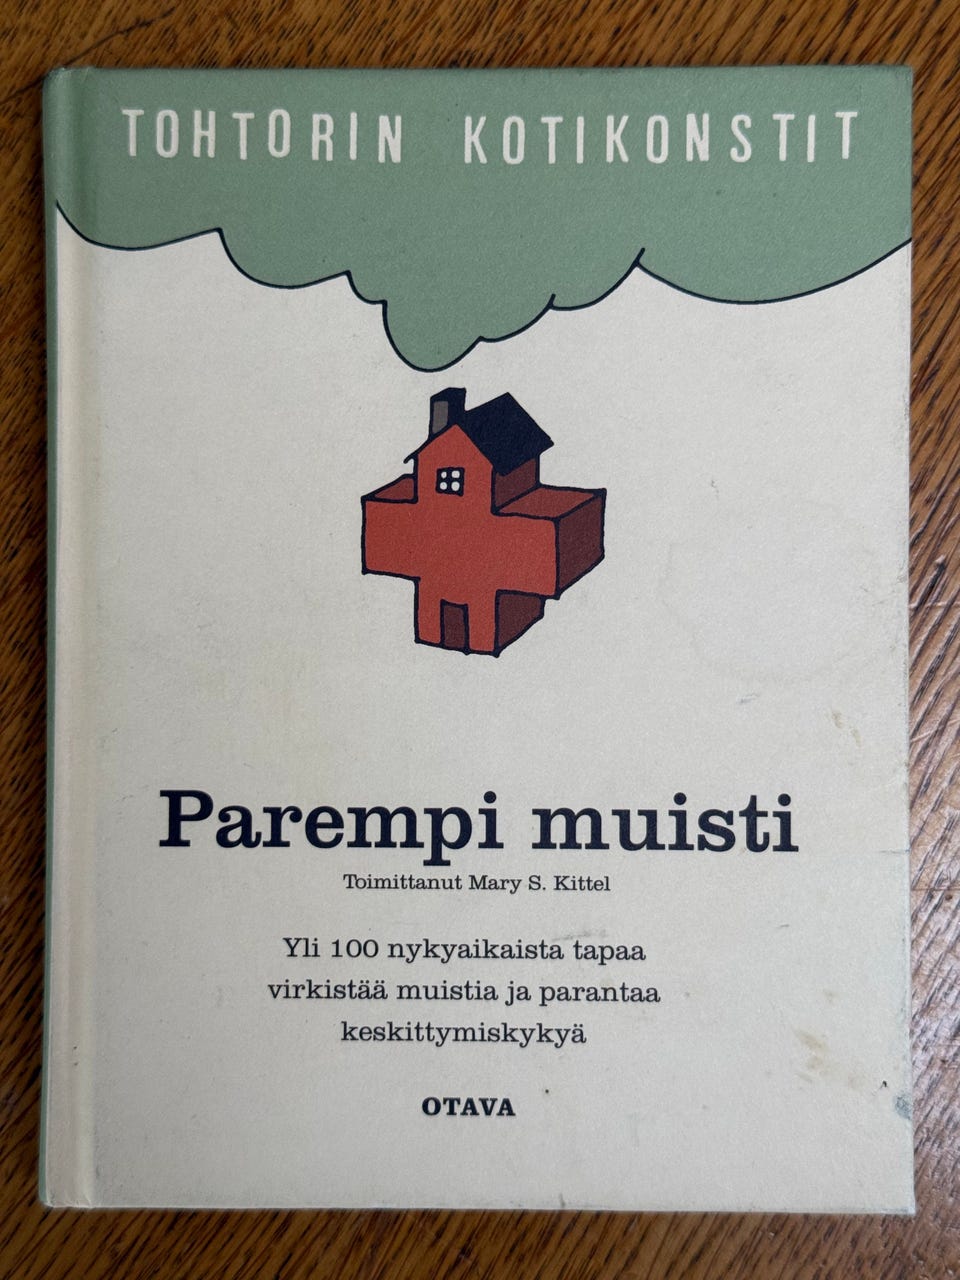 TOHTORIN KOTIKONSTIT
Parempi muisti
Toimittanut Mary S. Kittel
Yli 100 nykyaikaista tapaa
virkistää muistia ja parantaa
keskittymiskykyä
OTAVA